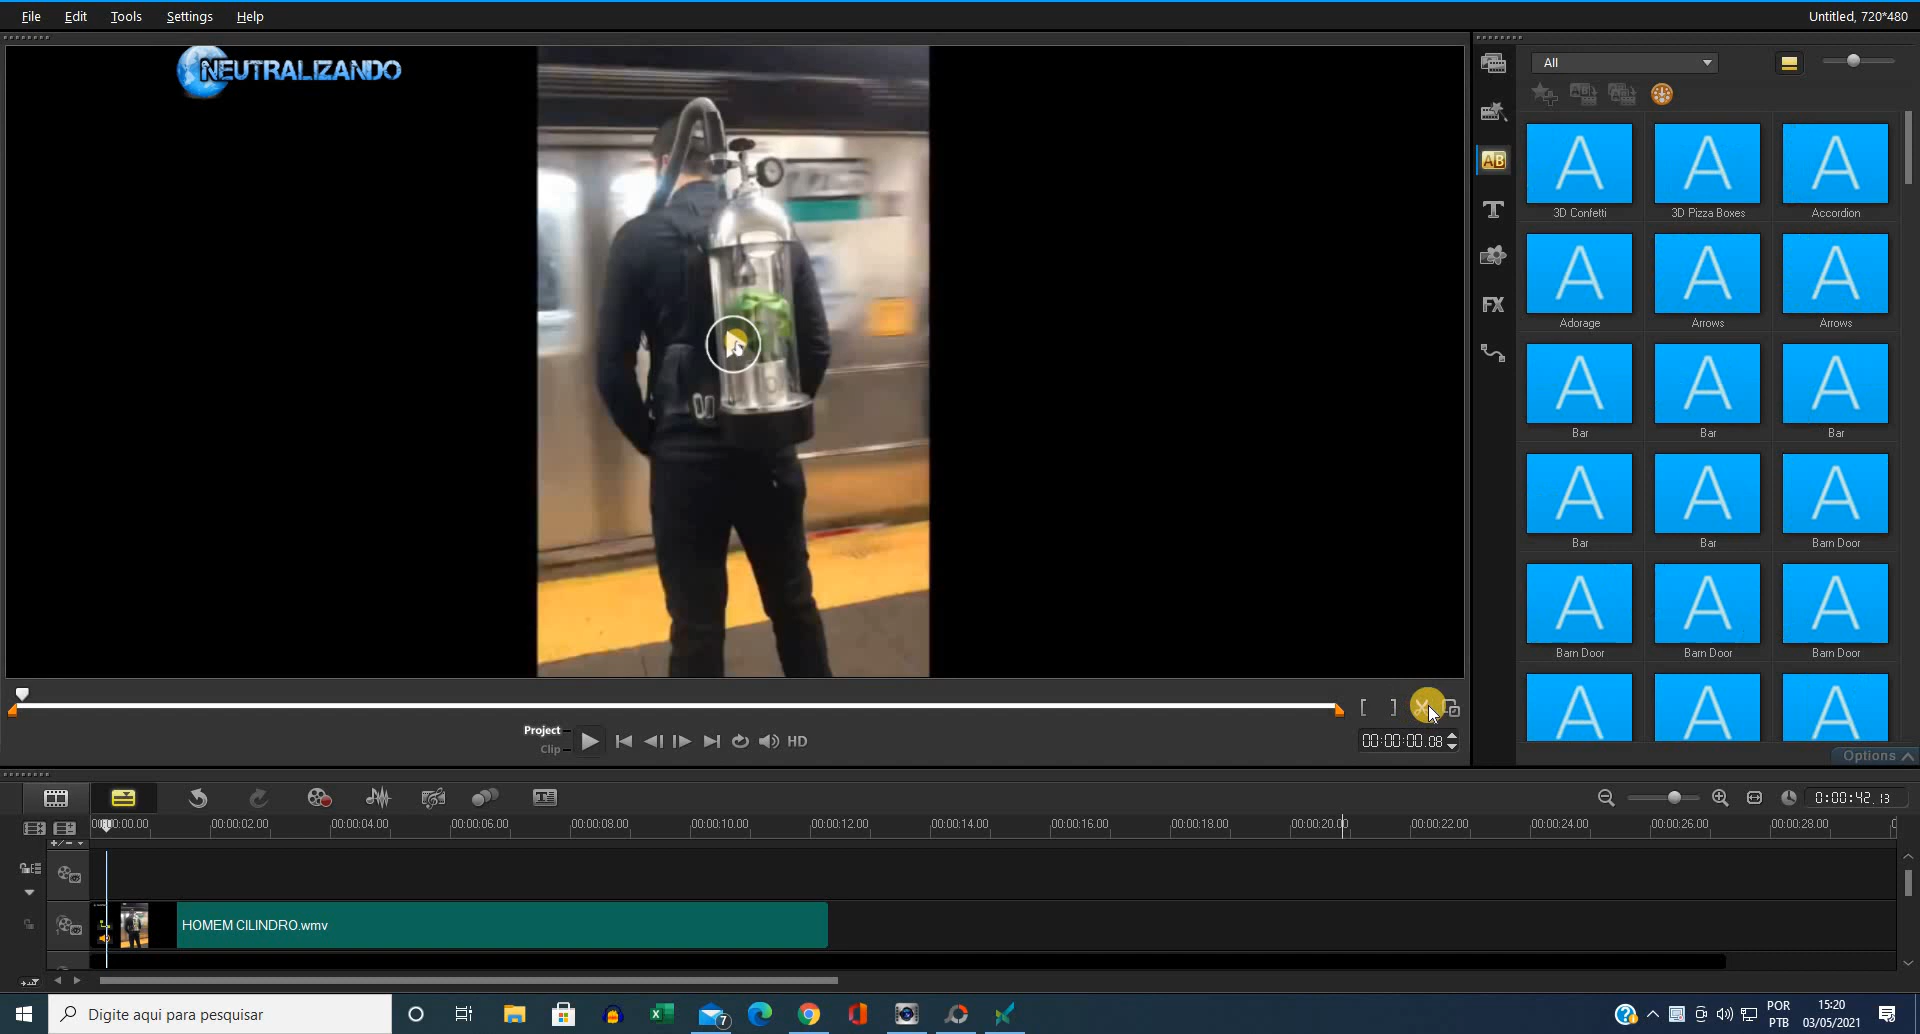 File Edit Tools Settings Help
Untitled, 720*480
NEUTRALIZANDO
All
AB
T
FX
A A A
3D Confetti 3D Pizza Boxes Accordion
A A A
Adorage Arrows Arrows
A A A
Bar Bar Bar
A A A
Bar Bar Barn Door
A A A
Barn Door Barn Door Barn Door
A A A
[ ]
Project
Clip
HD
00:00:00.08
Options
0:00:42.13
00:00:02.00 00:00:04.00 00:00:06.00 00:00:08.00 00:00:10.00 00:00:12.00 00:00:14.00 00:00:16.00 00:00:18.00 00:00:20.00 00:00:22.00 00:00:24.00 00:00:26.00 00:00:28.00
HOMEM CILINDRO.wmv
Digite aqui para pesquisar
7
POR
PTB
15:20
03/05/2021